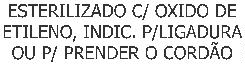 ESTERILIZADO C/ OXIDO DE
ETILENO, INDIC. P/LIGADURA
OU P/ PRENDER O CORDÃO